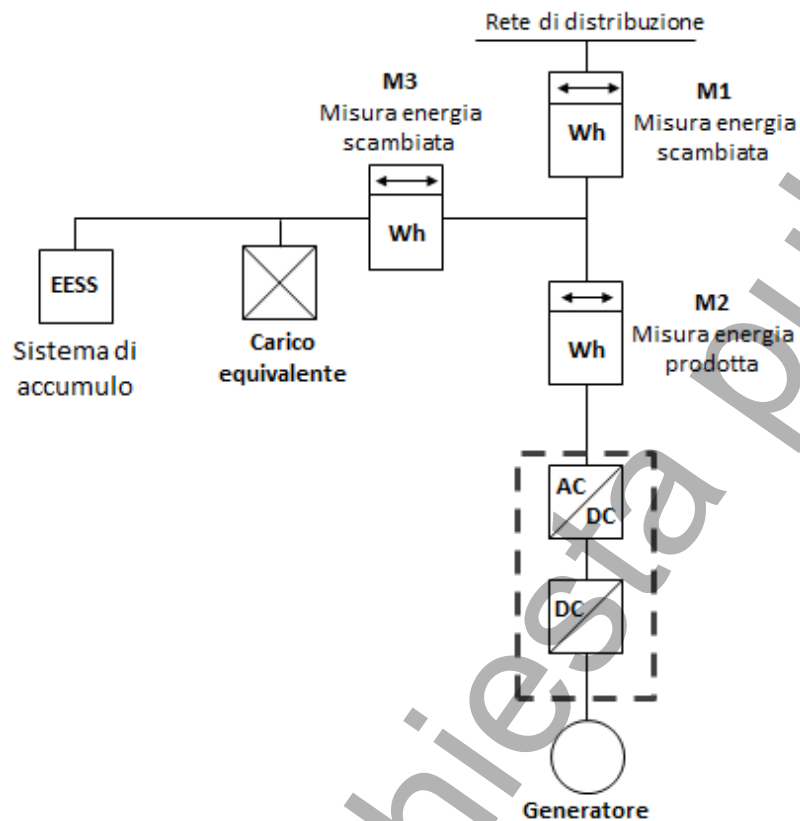 Rete di distribuzione
M3
Misura energia
scambiata
M1
Misura energia
scambiata
Wh
Wh
EESS
Sistema di
accumulo
Carico
equivalente
M2
Misura energia
prodotta
Wh
AC
DC
DC
Generatore